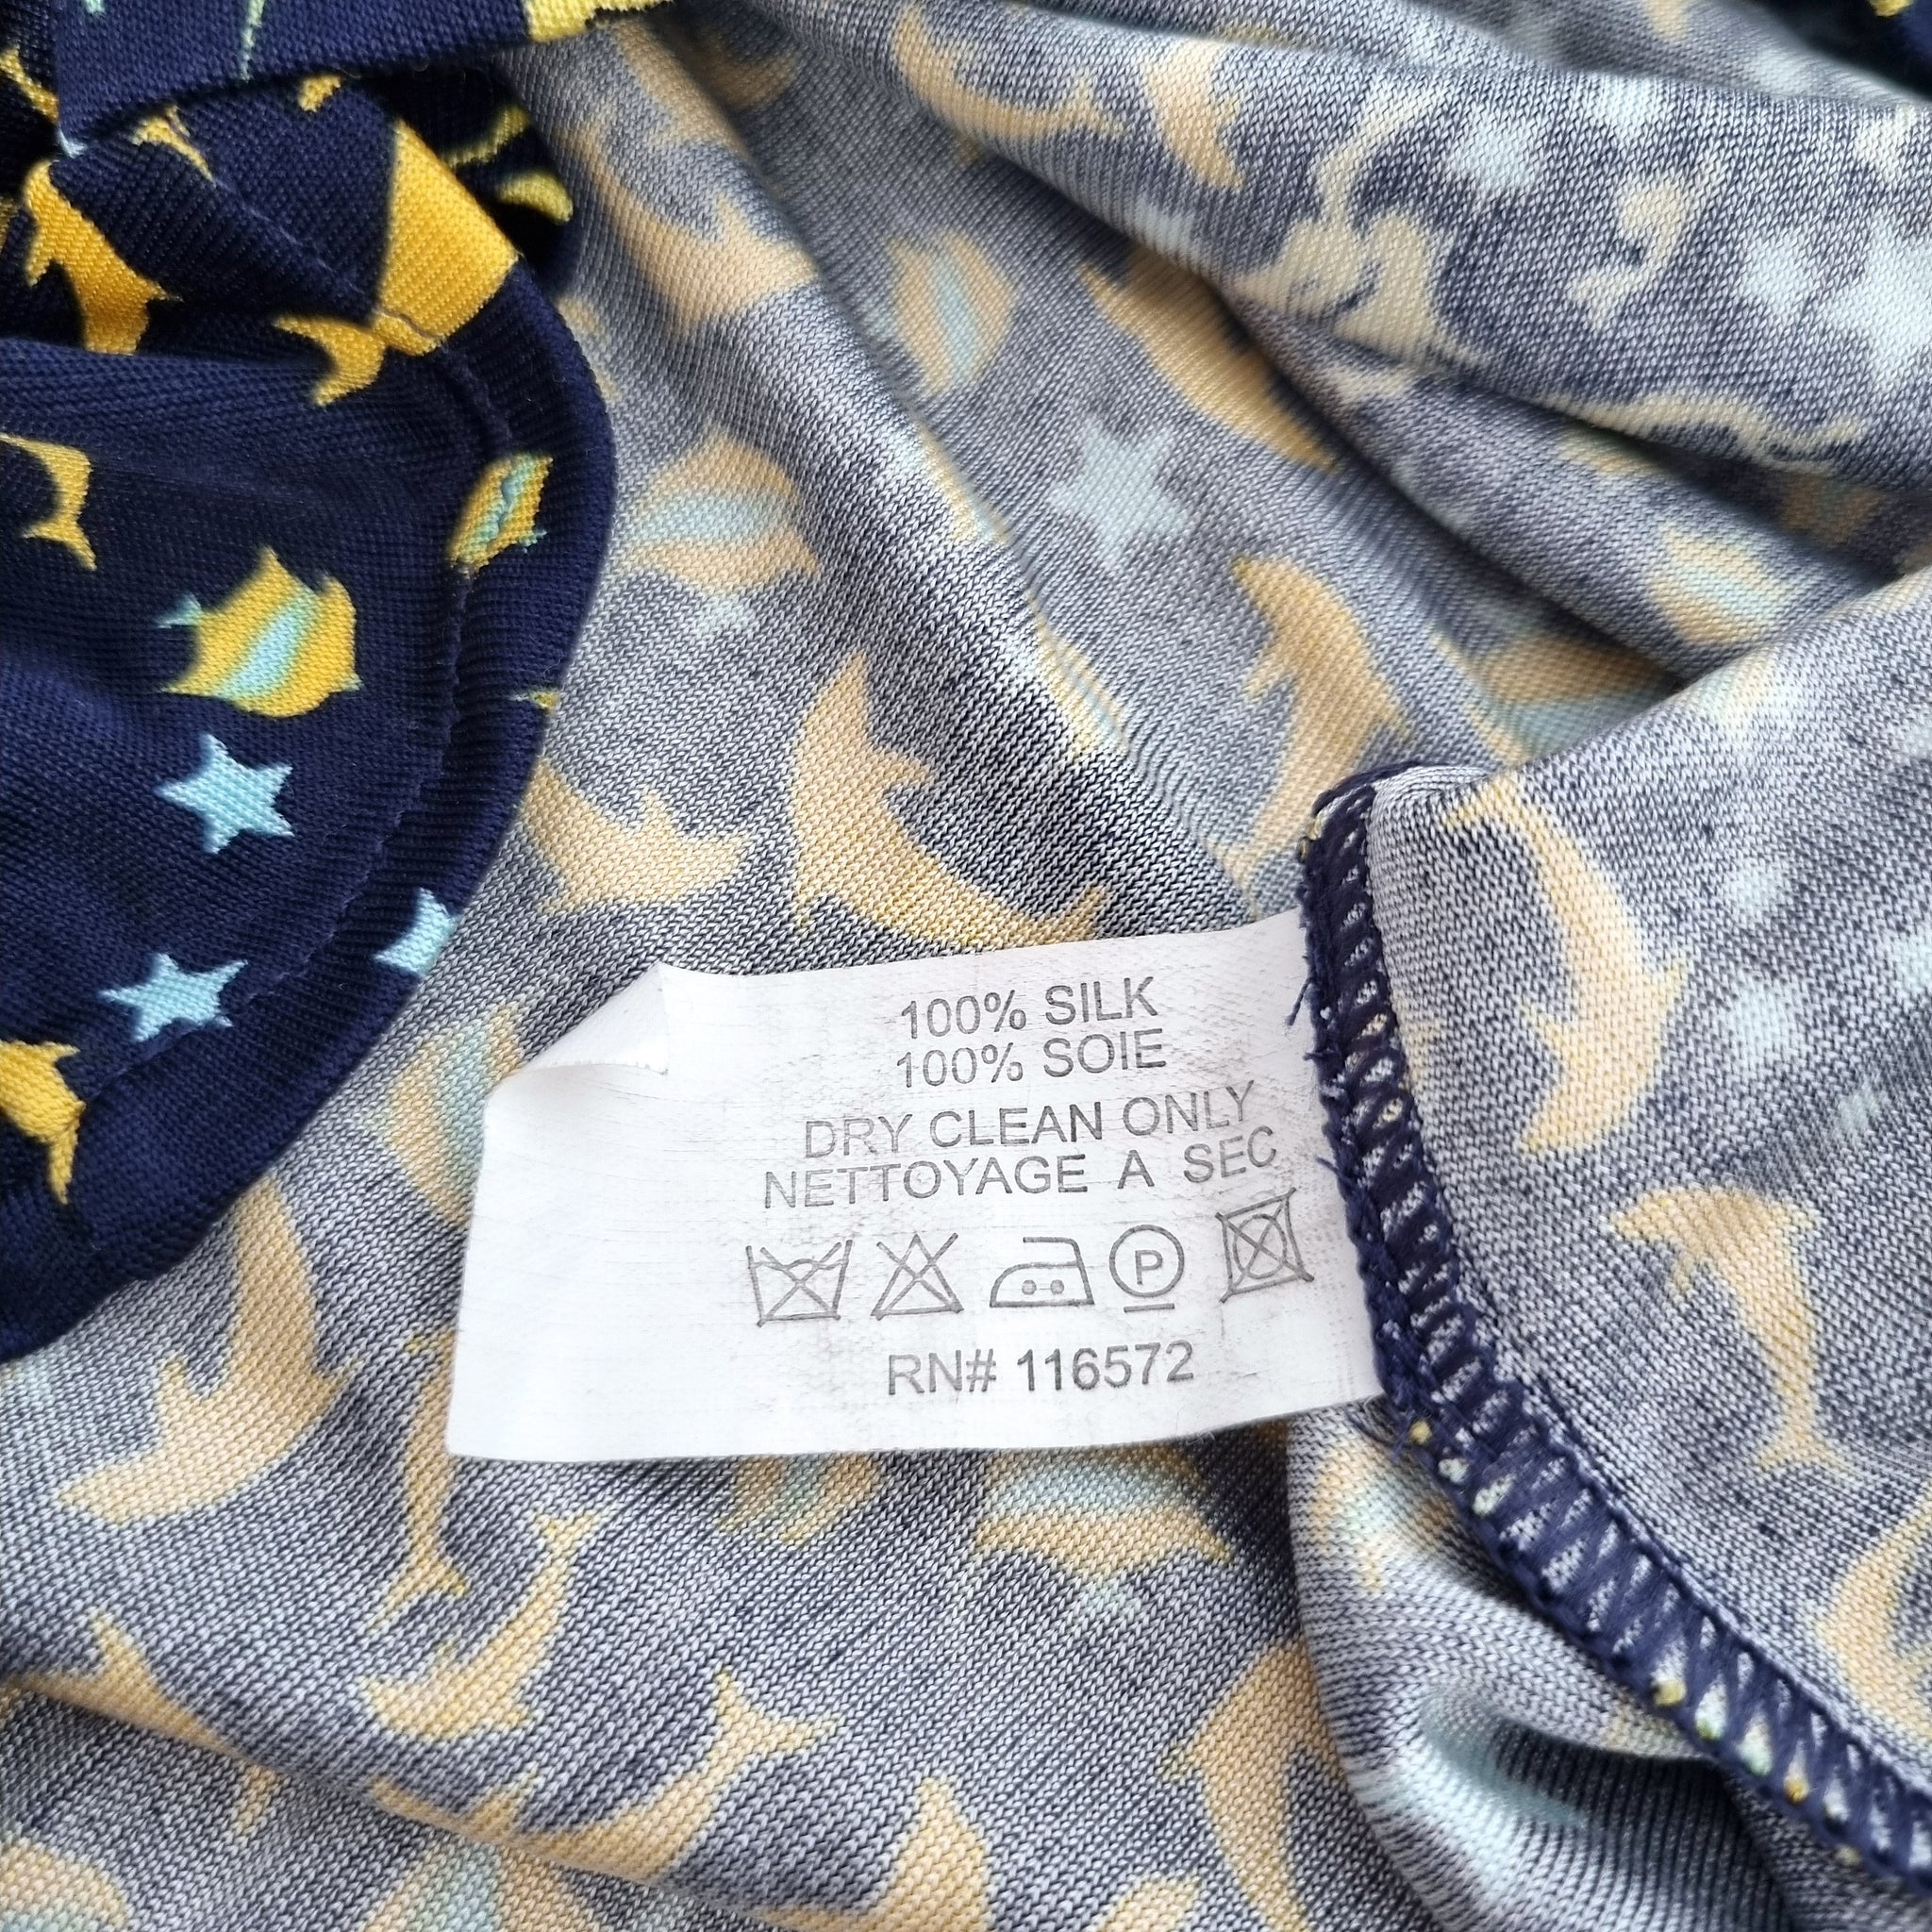 100% SILK
100% SOIE
DRY CLEAN ONLY
NETTOYAGE A SEC
P
RN# 116572